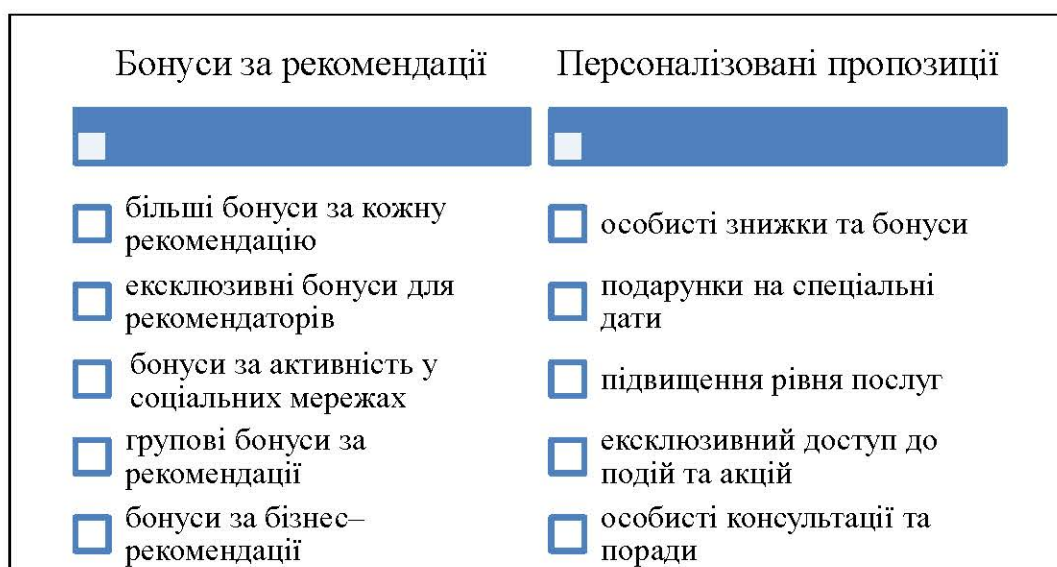 Бонуси за рекомендації
більші бонуси за кожну
рекомендацію
ексклюзивні бонуси для
рекомендаторів
бонуси за активність у
соціальних мережах
групові бонуси за
рекомендації
бонуси за бізнес–
рекомендації
Персоналізовані пропозиції
особисті знижки та бонуси
подарунки на спеціальні
дати
підвищення рівня послуг
ексклюзивний доступ до
подій та акцій
особисті консультації та
поради